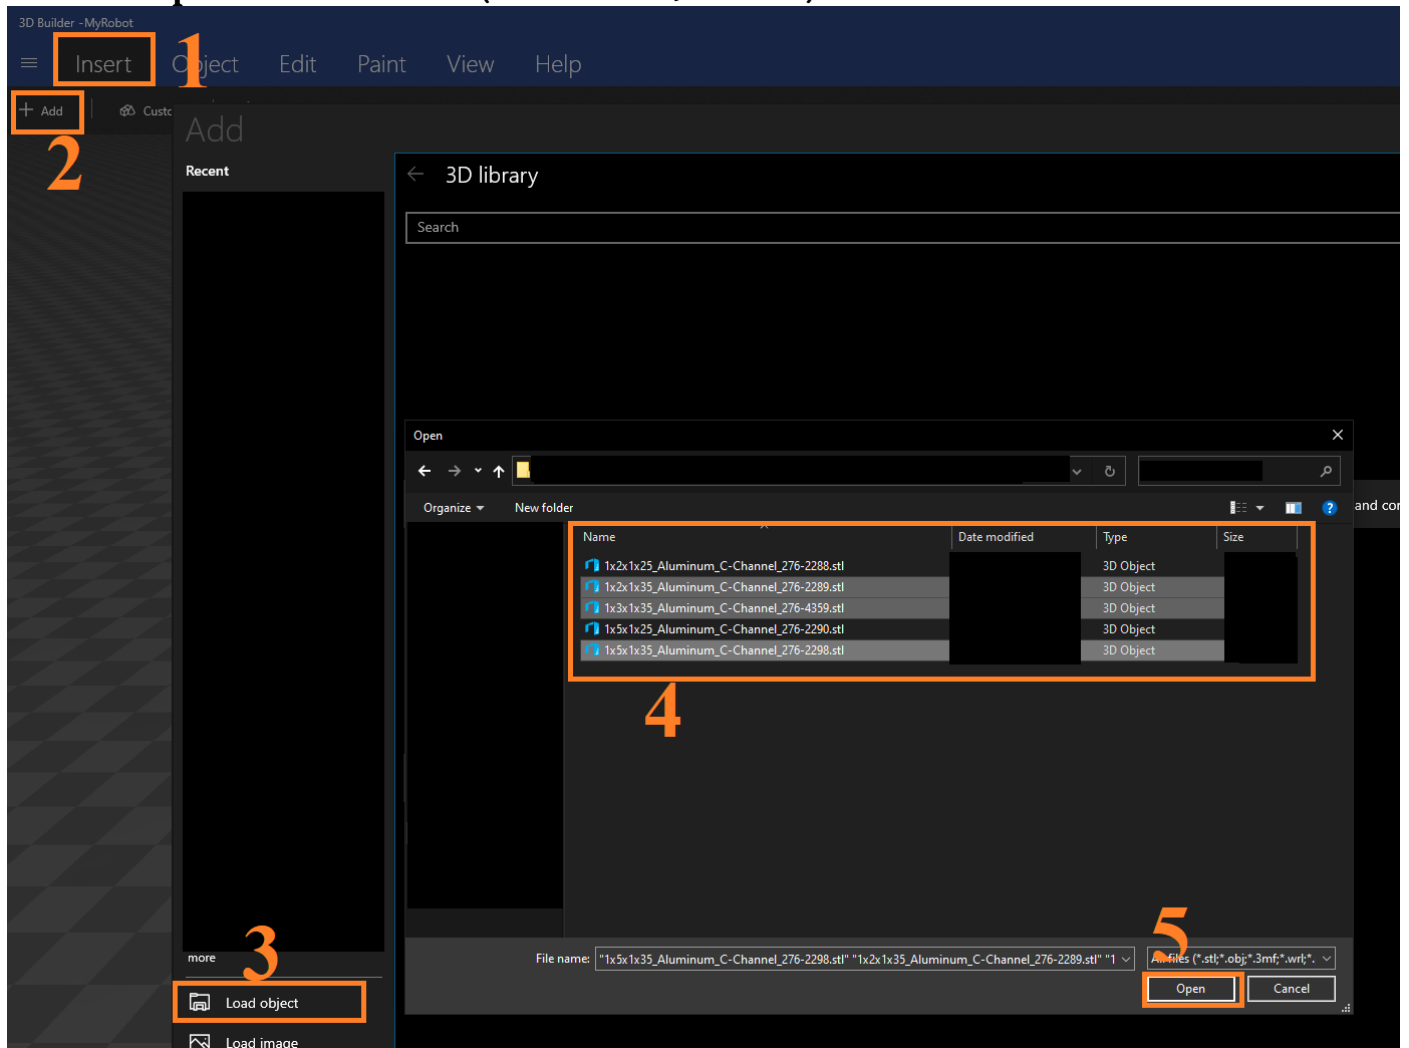 3D Builder - MyRobot
1
Insert Object Edit Paint View Help
+ Add
2
Add
Recent
3D library
Search
Open
Organize New folder
and cor
Name Date modified Type Size
1x2x1x25_Aluminum_C-Channel_276-2288.stl 3D Object
1x2x1x35_Aluminum_C-Channel_276-2289.stl 3D Object
1x3x1x35_Aluminum_C-Channel_276-4359.stl 3D Object
1x5x1x25_Aluminum_C-Channel_276-2290.stl 3D Object
1x5x1x35_Aluminum_C-Channel_276-2298.stl 3D Object
4
5
3
more
File name: "1x5x1x35_Aluminum_C-Channel_276-2298.stl" "1x2x1x35_Aluminum_C-Channel_276-2289.stl" "1
All files (*.stl;*.obj;*.3mf;*.wrl;*.
Open Cancel
Load object
Load image